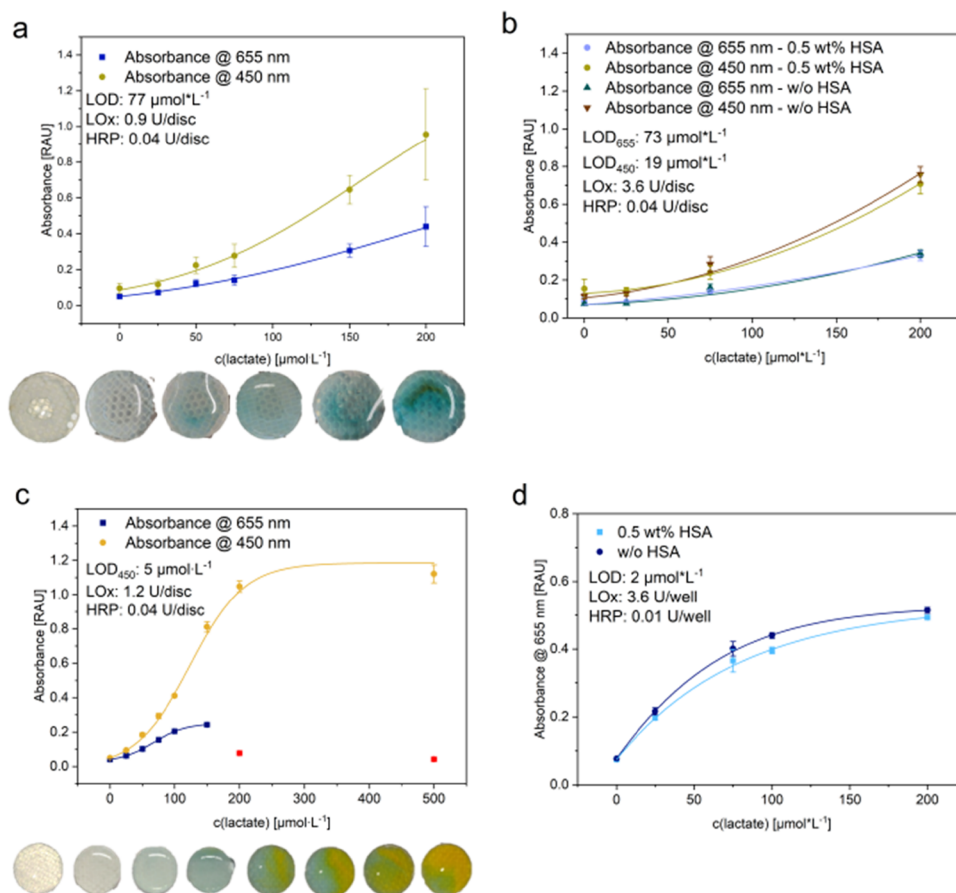 a
Absorbance @ 655 nm
Absorbance @ 450 nm
LOD: 77 µmol*L-1
LOx: 0.9 U/disc
HRP: 0.04 U/disc
Absorbance [RAU]
1.4
1.2
1.0
0.8
0.6
0.4
0.2
0.0
0 50 100 150 200
c(lactate) [µmol L-1]
b
Absorbance @ 655 nm - 0.5 wt% HSA
Absorbance @ 450 nm - 0.5 wt% HSA
Absorbance @ 655 nm - w/o HSA
Absorbance @ 450 nm - w/o HSA
LOD655: 73 µmol*L-1
LOD450: 19 µmol*L-1
LOx: 3.6 U/disc
HRP: 0.04 U/disc
Absorbance [RAU]
1.4
1.2
1.0
0.8
0.6
0.4
0.2
0.0
0 50 100 150 200
c(lactate) [µmol*L-1]
c
Absorbance @ 655 nm
Absorbance @ 450 nm
LOD450: 5 µmol·L-1
LOx: 1.2 U/disc
HRP: 0.04 U/disc
Absorbance [RAU]
1.4
1.2
1.0
0.8
0.6
0.4
0.2
0.0
0 100 200 300 400 500
c(lactate) [µmol·L-1]
d
0.5 wt% HSA
w/o HSA
LOD: 2 µmol*L-1
LOx: 3.6 U/well
HRP: 0.01 U/well
Absorbance @ 655 nm [RAU]
0.8
0.6
0.4
0.2
0.0
0 50 100 150 200
c(lactate) [µmol*L-1]